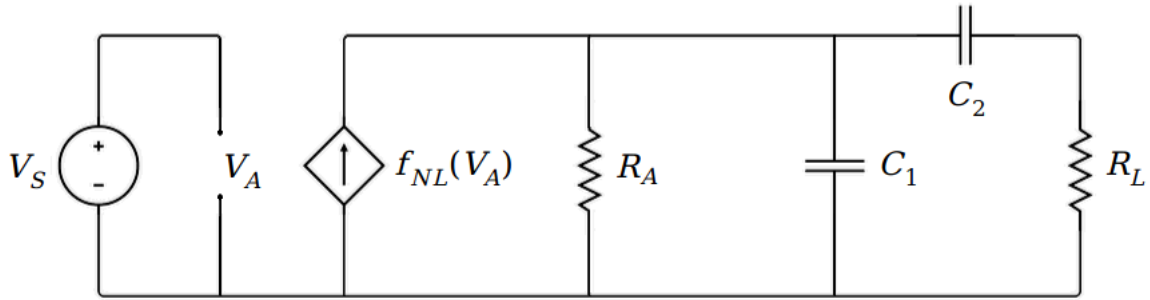 C₂
+
V_S
V_A
f_NL(V_A)
R_A
C₁
R_L
−